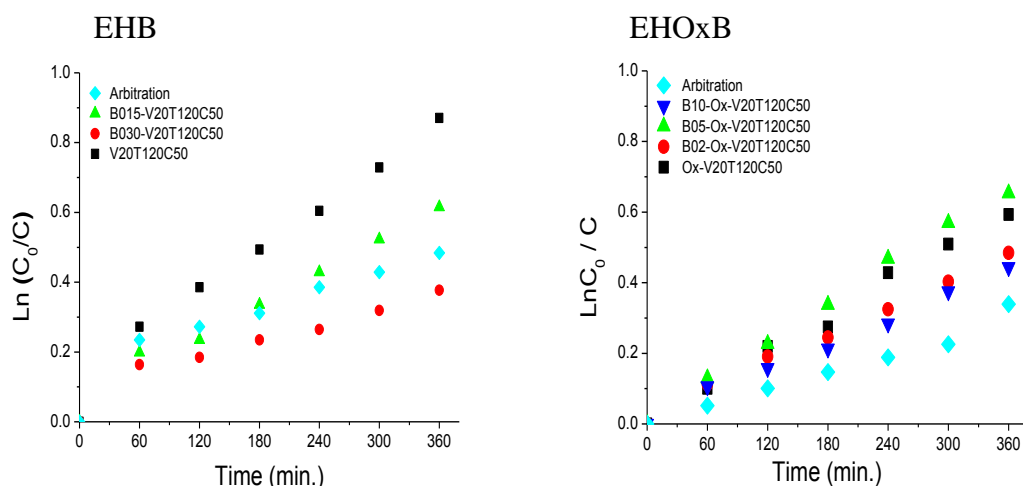 EHB
1.0
0.8
0.6
0.4
0.2
0.0
Ln (C₀/C)
Arbitration
B015-V20T120C50
B030-V20T120C50
V20T120C50
0 60 120 180 240 300 360
Time (min.)
EHOxB
1.0
0.8
0.6
0.4
0.2
0.0
LnC₀ / C
Arbitration
B10-Ox-V20T120C50
B05-Ox-V20T120C50
B02-Ox-V20T120C50
Ox-V20T120C50
0 60 120 180 240 300 360
Time (min.)